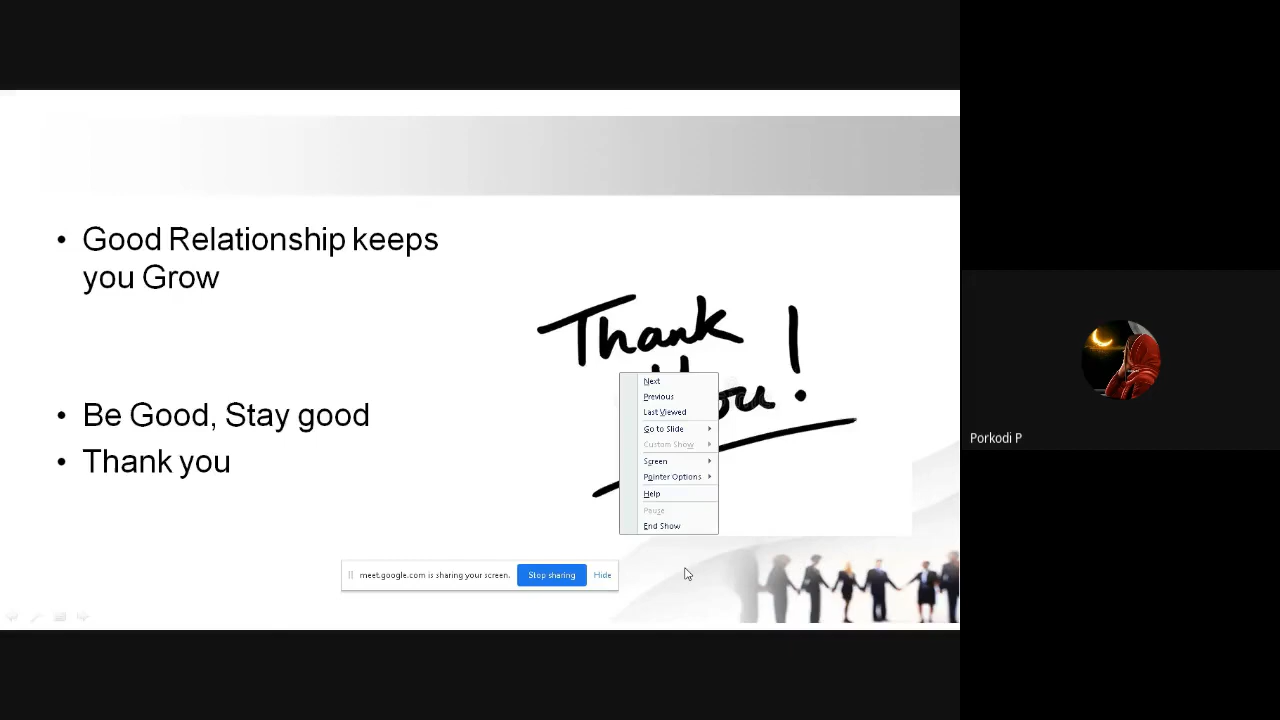 • Good Relationship keeps
you Grow
• Be Good, Stay good
• Thank you
Thank
You!
Next
Previous
Last Viewed
Go to Slide
Custom Show
Screen
Pointer Options
Help
Pause
End Show
meet.google.com is sharing your screen. Stop sharing Hide
Porkodi P